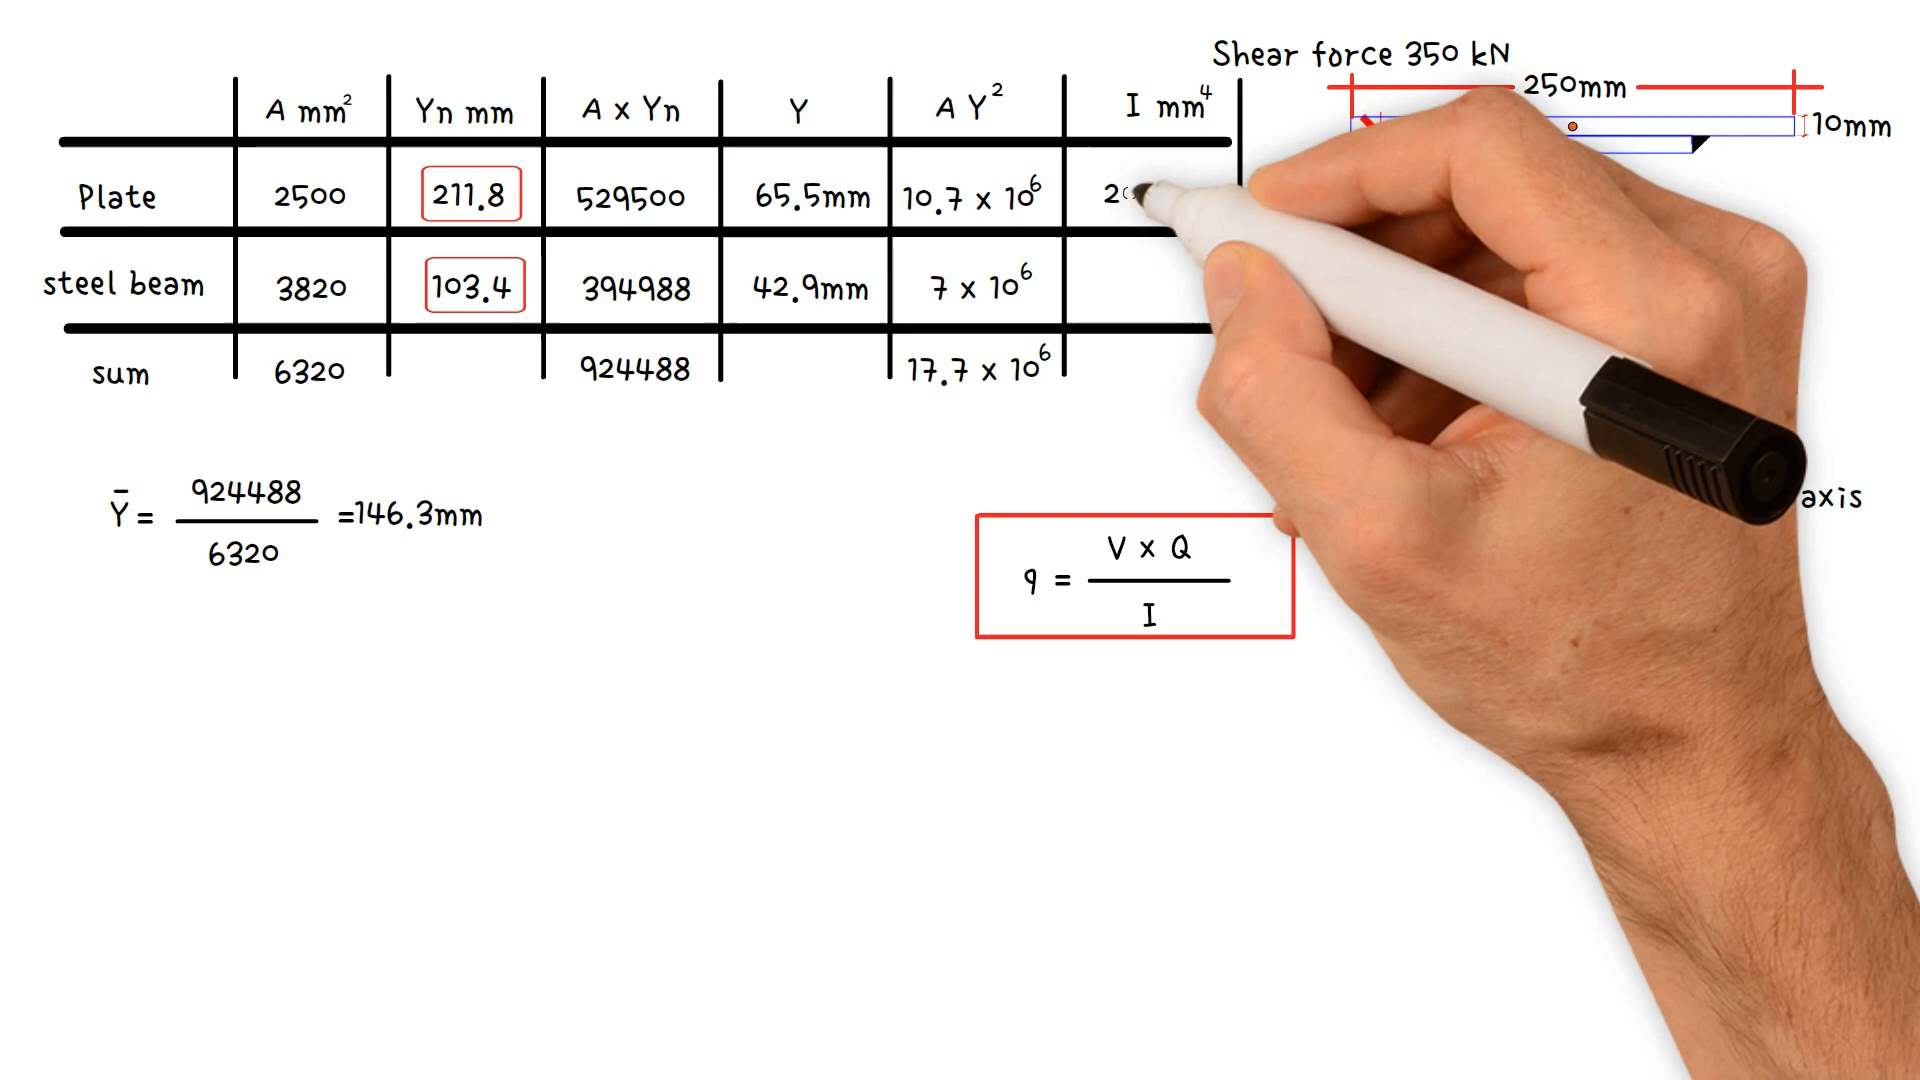 Shear force 350 kN
250mm
10mm
A mm² Yn mm A x Yn Y A Y² I mm⁴
Plate 2500 211.8 529500 65.5mm 10.7 x 10⁶
steel beam 3820 103.4 394988 42.9mm 7 x 10⁶
sum 6320 924488 17.7 x 10⁶
axis
Ȳ = 924488 / 6320 =146.3mm
q = V x Q / I